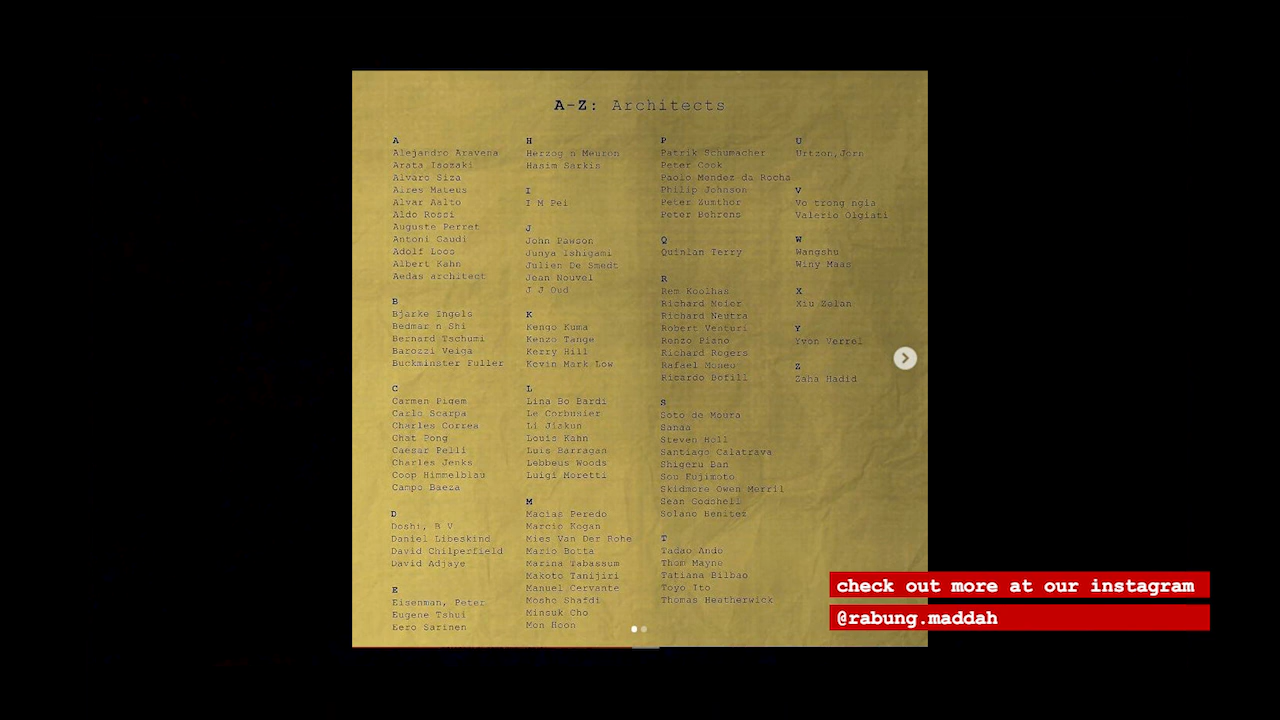 A-Z: Architects
A
Alejandro Aravena
Arata Isozaki
Alvaro Siza
Aires Mateus
Alvar Aalto
Aldo Rossi
Auguste Perret
Antoni Gaudi
Adolf Loos
Albert Kahn
Aedas architect
B
Bjarke Ingels
Bedmar n Shi
Bernard Tschumi
Barozzi Veiga
Buckminster Fuller
C
Carmen Pigem
Carlo Scarpa
Charles Correa
Chat Pong
Caesar Pelli
Charles Jenks
Coop Himmelblau
Campo Baeza
D
Doshi, B V
Daniel Libeskind
David Chilperfield
David Adjaye
E
Eisenman, Peter
Eugene Tshui
Eero Sarinen
H
Herzog n Meuron
Hasim Sarkin
I
I M Pei
J
John Pawson
Junya Ishigami
Julien De Smedt
Jean Nouvel
J J Oud
K
Kengo Kuma
Kenzo Tange
Kerry Hill
Kevin Mark Low
L
Lina Bo Bardi
Le Corbusier
Li Jiakun
Louis Kahn
Luis Barragan
Lebbeus Woods
Luigi Moretti
M
Macias Peredo
Marcio Kogan
Mies Van Der Rohe
Mario Botta
Marina Tabassum
Makoto Tanijiri
Manuel Cervante
Moshe Shafdi
Minsuk Cho
Mon Hoon
P
Patrik Schumacher
Peter Cook
Paolo Mendez da Rocha
Philip Johnson
Peter Zumthor
Peter Behrens
Q
Quinlan Terry
R
Rem Koolhas
Richard Meier
Richard Neutra
Robert Venturi
Renzo Piano
Richard Rogers
Rafael Moneo
Ricardo Bofill
S
Soto de Moura
Sanaa
Steven Holl
Santiago Calatrava
Shigeru Ban
Sou Fujimoto
Skidmore Owen Merril
Sean Godshell
Solano Benitez
T
Tadao Ando
Thom Mayne
Tatiana Bilbao
Toyo Ito
Thomas Heatherwick
U
Urtzon,Jorn
V
Vo trong ngia
Valerio Olgiati
W
Wangshu
Winy Maas
X
Xiu Zelan
Y
Yvon Verrel
Z
Zaha Hadid
check out more at our instagram
@rabung.maddah